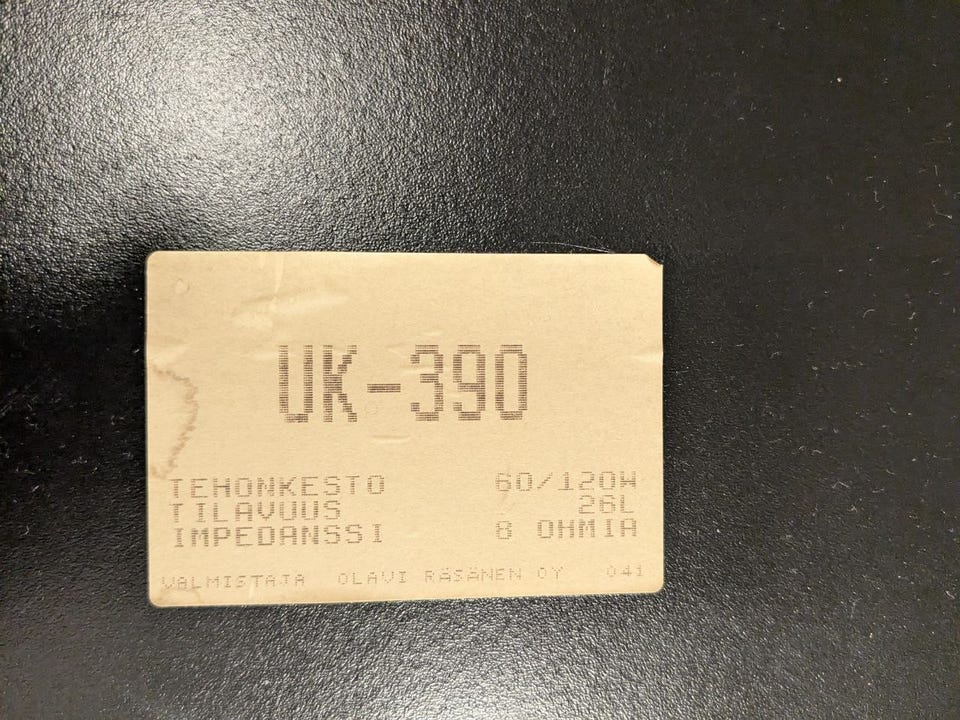 UK-390
TEHONKESTO 60/120W
TILAVUUS 26L
IMPEDANSSI 8 OHMIA
VALMISTAJA OLAVI RÄSÄNEN OY 041